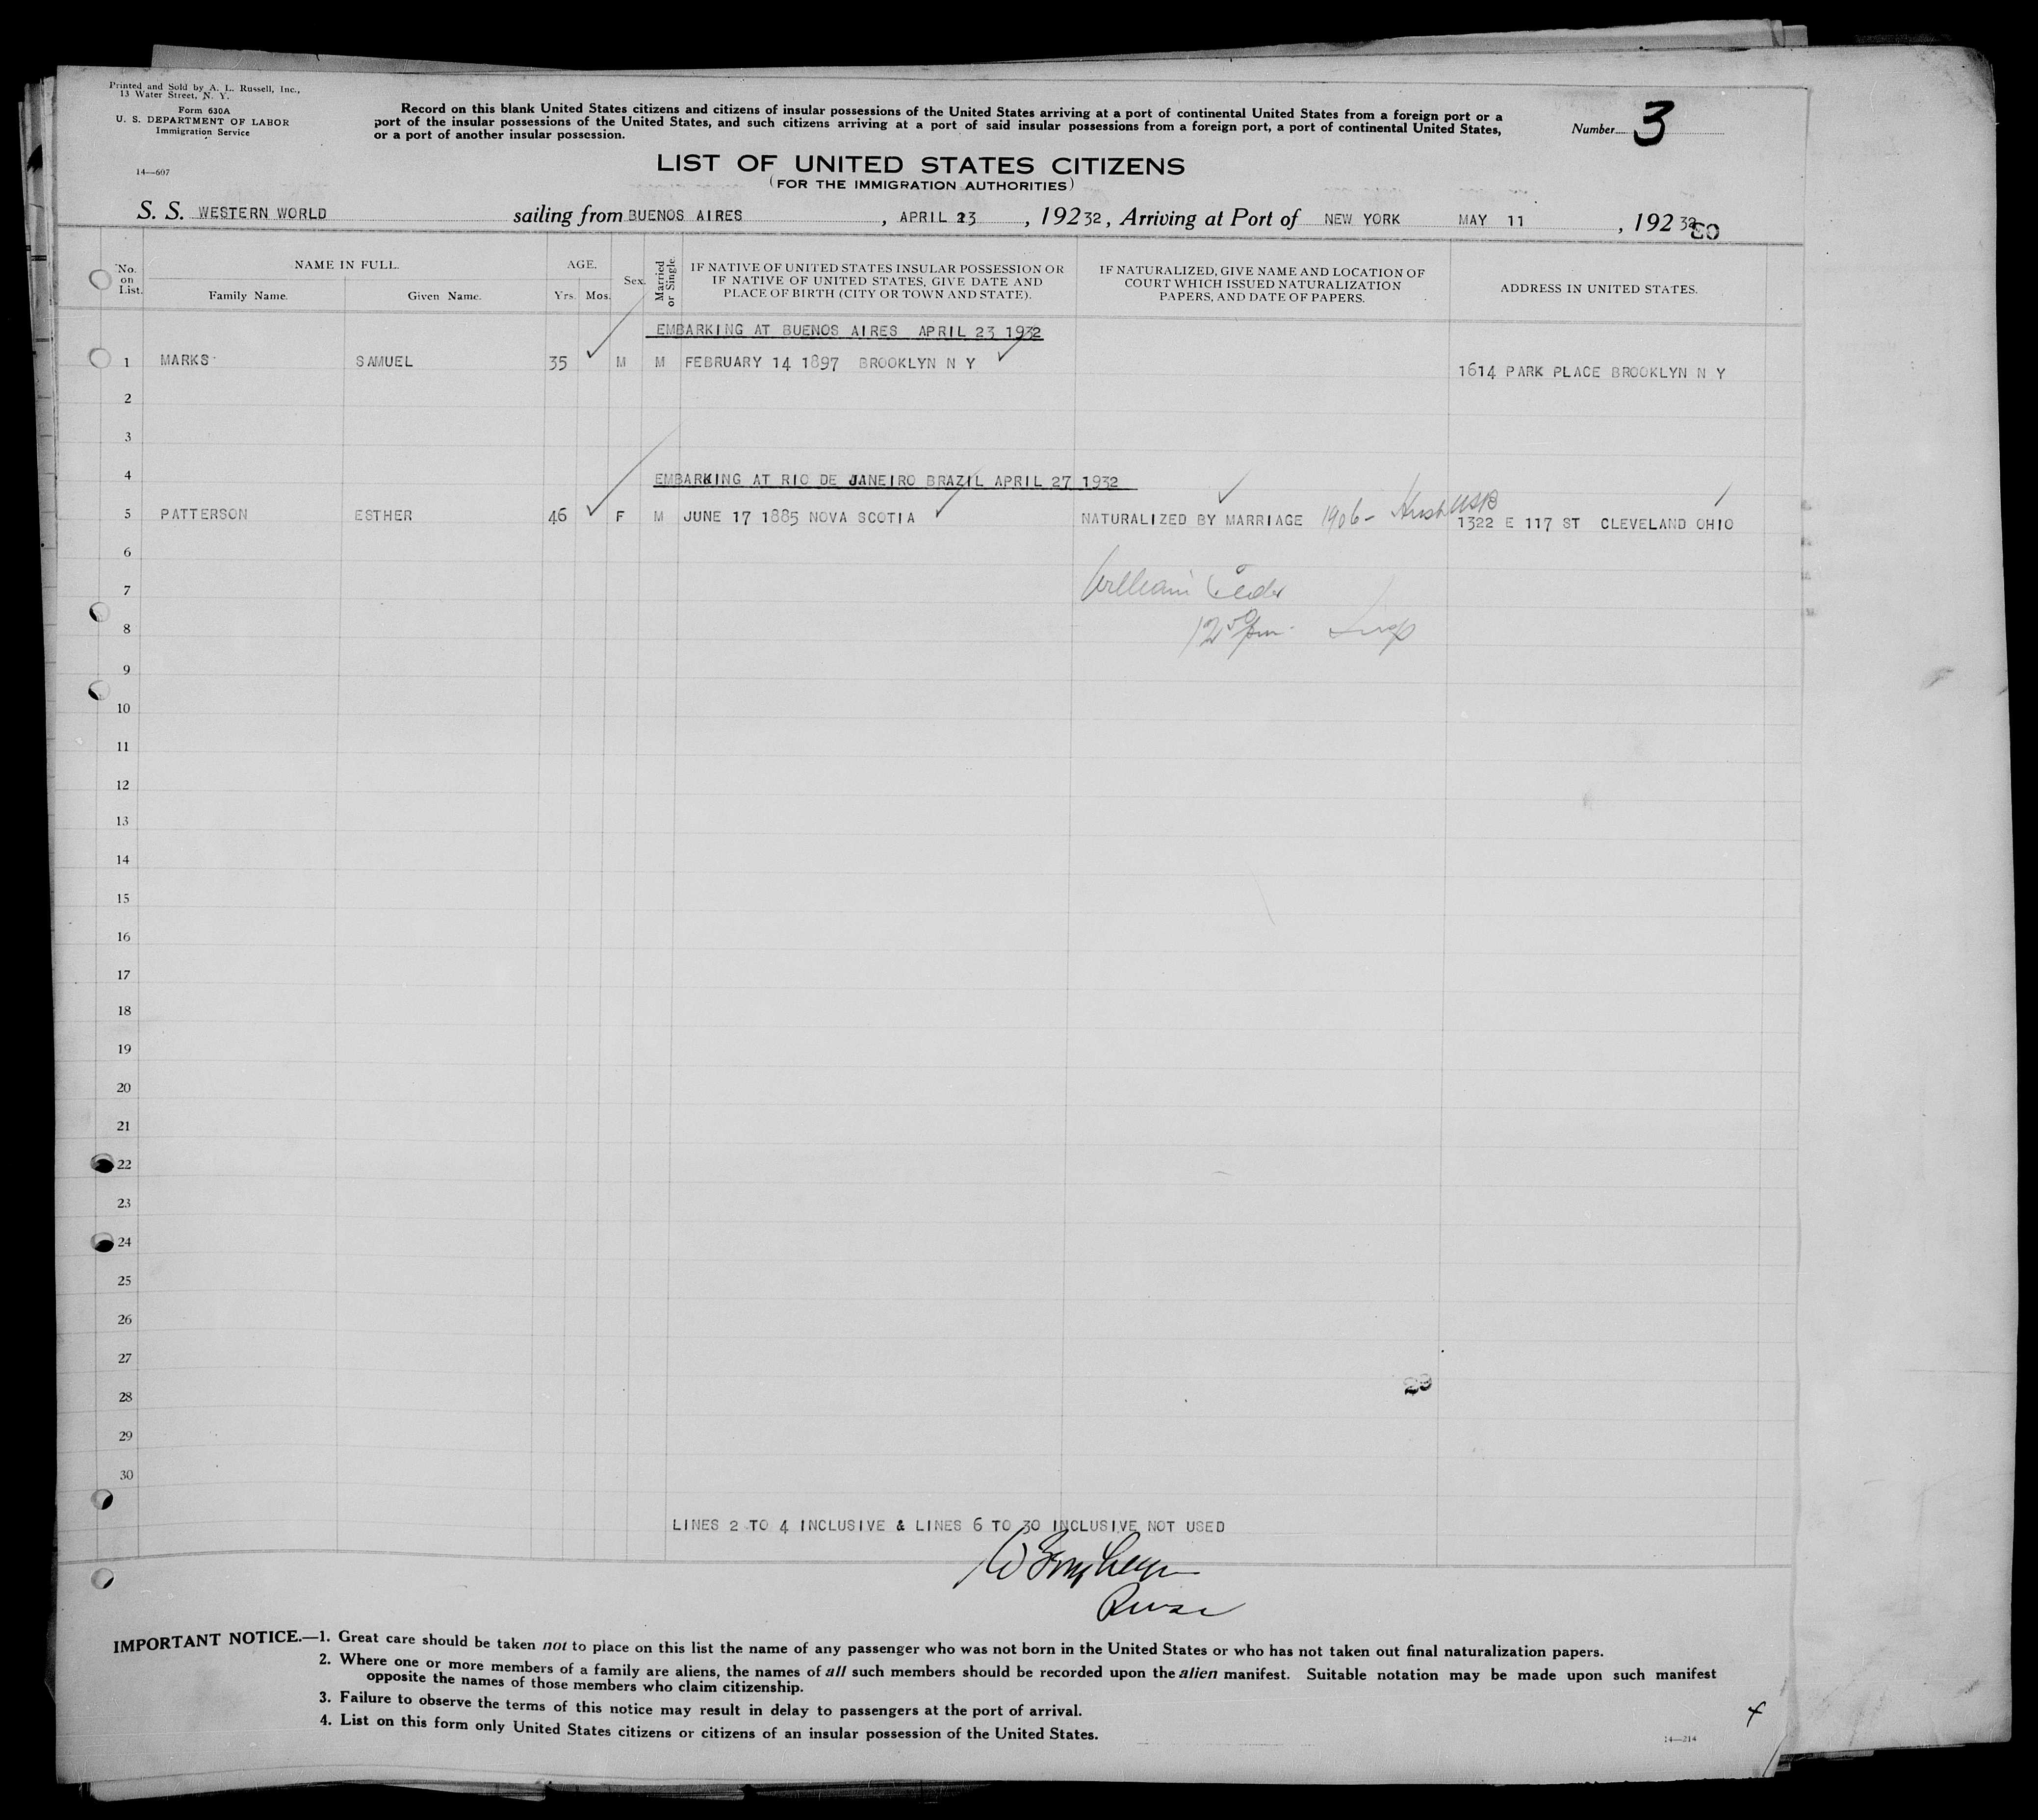 Printed and Sold by A. L. Russell, Inc.,
13 Water Street, N. Y.
Form 630A
U. S. DEPARTMENT OF LABOR
Immigration Service
14—607
Record on this blank United States citizens and citizens of insular possessions of the United States arriving at a port of continental United States from a foreign port or a
port of the insular possessions of the United States, and such citizens arriving at a port of said insular possessions from a foreign port, a port of continental United States,
or a port of another insular possession.
Number 3
LIST OF UNITED STATES CITIZENS
(FOR THE IMMIGRATION AUTHORITIES)
S. S. WESTERN WORLD sailing from BUENOS AIRES, APRIL 23, 192 32, Arriving at Port of NEW YORK MAY 11, 192 32
No. on List.
NAME IN FULL.
Family Name.
Given Name.
AGE.
Yrs.
Mos.
Sex.
Married or Single.
IF NATIVE OF UNITED STATES INSULAR POSSESSION OR
IF NATIVE OF UNITED STATES, GIVE DATE AND
PLACE OF BIRTH (CITY OR TOWN AND STATE).
IF NATURALIZED, GIVE NAME AND LOCATION OF
COURT WHICH ISSUED NATURALIZATION
PAPERS, AND DATE OF PAPERS.
ADDRESS IN UNITED STATES.
EMBARKING AT BUENOS AIRES APRIL 23 1932
1 MARKS SAMUEL 35 M M FEBRUARY 14 1897 BROOKLYN N Y 1614 PARK PLACE BROOKLYN N Y
2
3
4 EMBARKING AT RIO DE JANEIRO BRAZIL APRIL 27 1932
5 PATTERSON ESTHER 46 F M JUNE 17 1885 NOVA SCOTIA NATURALIZED BY MARRIAGE 1906- Husb USB 1322 E 117 ST CLEVELAND OHIO
6
7 William
8 12 50 pm Insp
9
10
11
12
13
14
15
16
17
18
19
20
21
22
23
24
25
26
27
28 29
29
30
LINES 2 TO 4 INCLUSIVE & LINES 6 TO 30 INCLUSIVE NOT USED
IMPORTANT NOTICE.—1. Great care should be taken not to place on this list the name of any passenger who was not born in the United States or who has not taken out final naturalization papers.
2. Where one or more members of a family are aliens, the names of all such members should be recorded upon the alien manifest. Suitable notation may be made upon such manifest
opposite the names of those members who claim citizenship.
3. Failure to observe the terms of this notice may result in delay to passengers at the port of arrival.
4. List on this form only United States citizens or citizens of an insular possession of the United States.
14—214